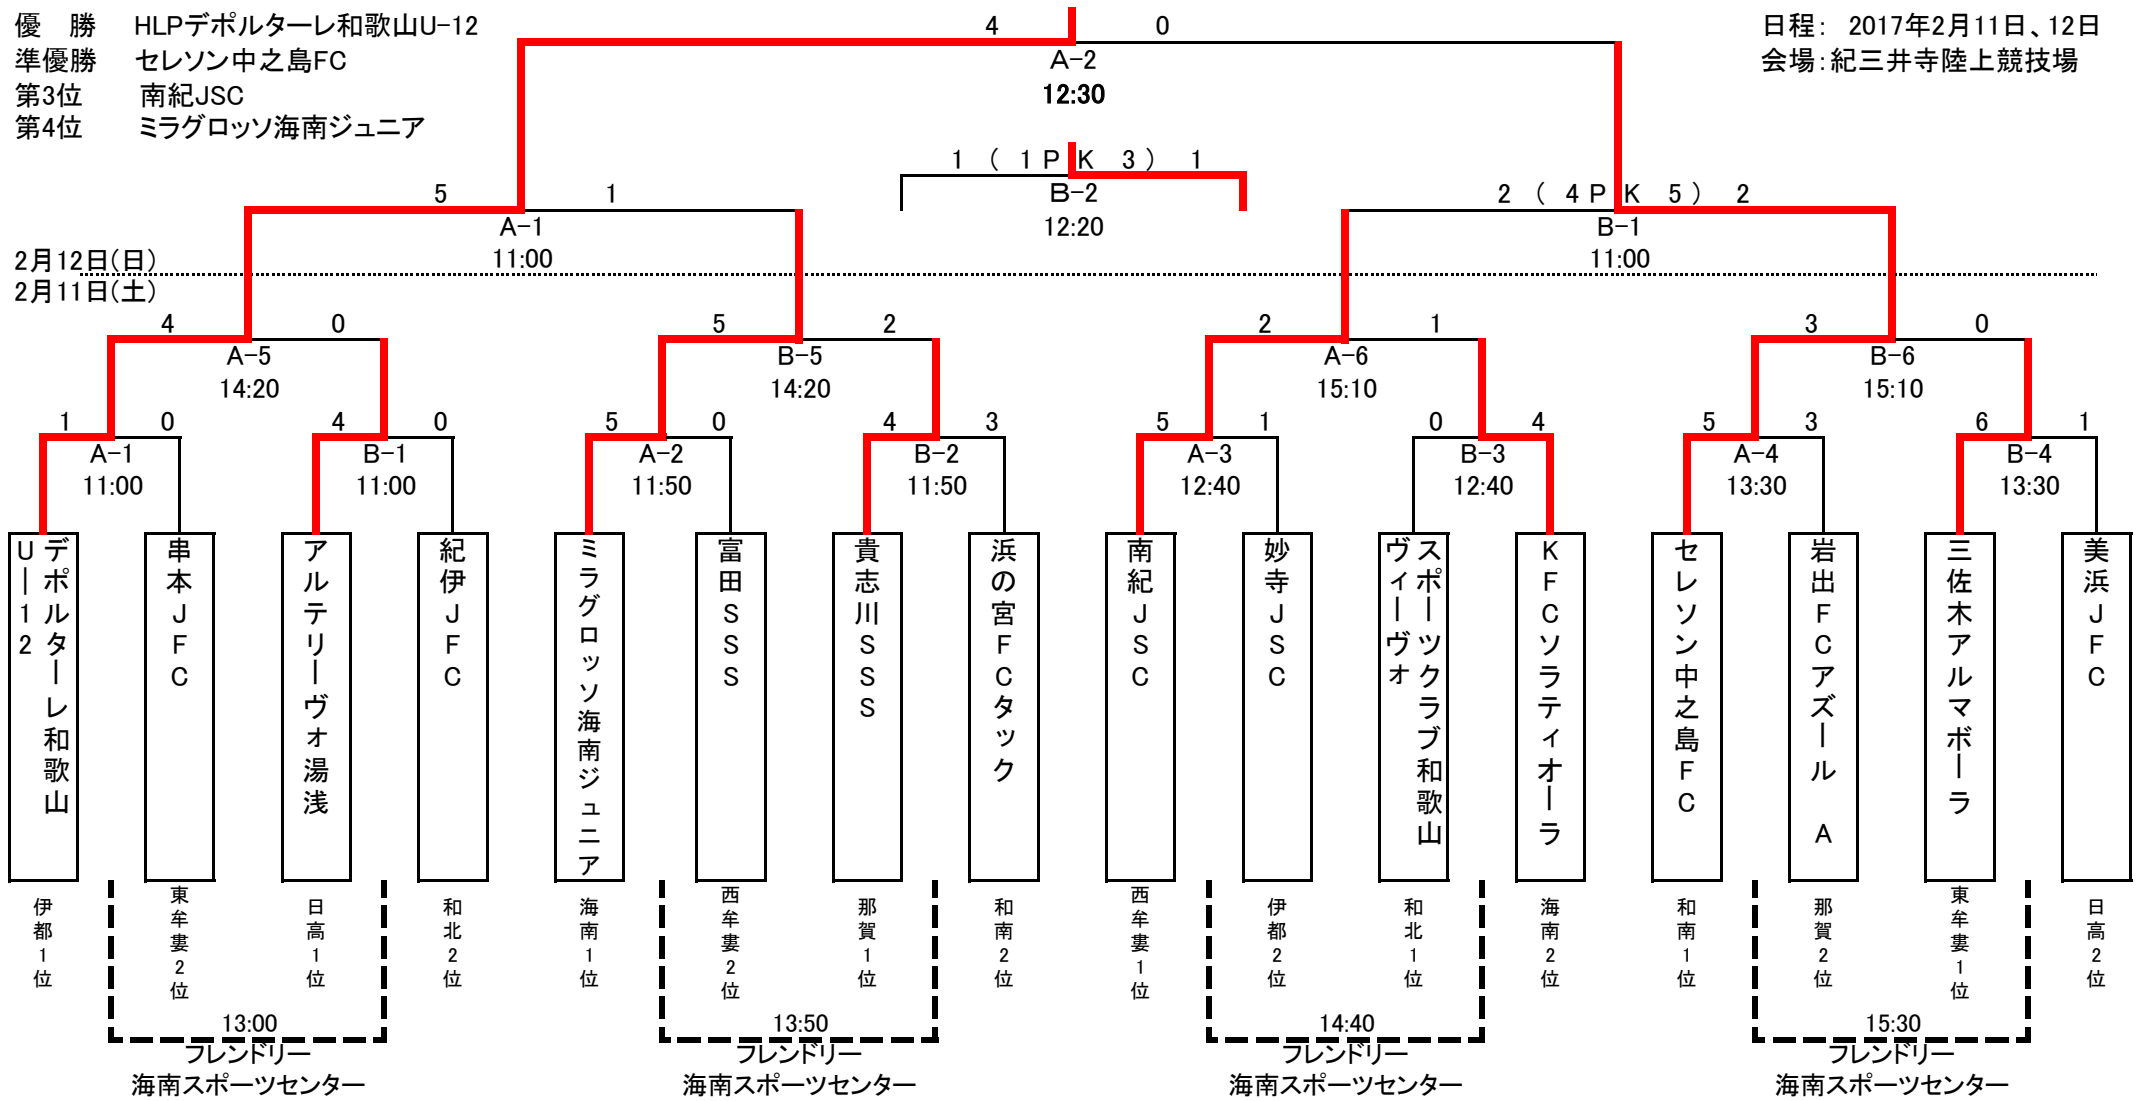 優　勝　HLPデポルターレ和歌山U-12
準優勝　セレソン中之島FC
第3位　南紀JSC
第4位　ミラグロッソ海南ジュニア
日程：　2017年2月11日、12日
会場：紀三井寺陸上競技場
4　0
A-2
12:30
1 （ 1 P K 3 ） 1
B-2
12:20
5　1
A-1
11:00
2 （ 4 P K 5 ） 2
B-1
11:00
2月12日(日)
2月11日(土)
4　0
A-5
14:20
5　2
B-5
14:20
2　1
A-6
15:10
3　0
B-6
15:10
1　0
A-1
11:00
4　0
B-1
11:00
5　0
A-2
11:50
4　3
B-2
11:50
5　1
A-3
12:40
0　4
B-3
12:40
5　3
A-4
13:30
6　1
B-4
13:30
デポルターレ和歌山
U－12
串本JFC
アルテリーヴォ湯浅
紀伊JFC
ミラグロッソ海南ジュニア
富田SSS
貴志川SSS
浜の宮FCタック
南紀JSC
妙寺JSC
スポーツクラブ和歌山
ヴィーヴォ
KFCソラティオーラ
セレソン中之島FC
岩出FCアズール　A
三佐木アルマボーラ
美浜JFC
伊都1位
東牟婁2位
日高1位
和北2位
海南1位
西牟婁2位
那賀1位
和南2位
西牟婁1位
伊都2位
和北1位
海南2位
和南1位
那賀2位
東牟婁1位
日高2位
13:00
フレンドリー
海南スポーツセンター
13:50
フレンドリー
海南スポーツセンター
14:40
フレンドリー
海南スポーツセンター
15:30
フレンドリー
海南スポーツセンター